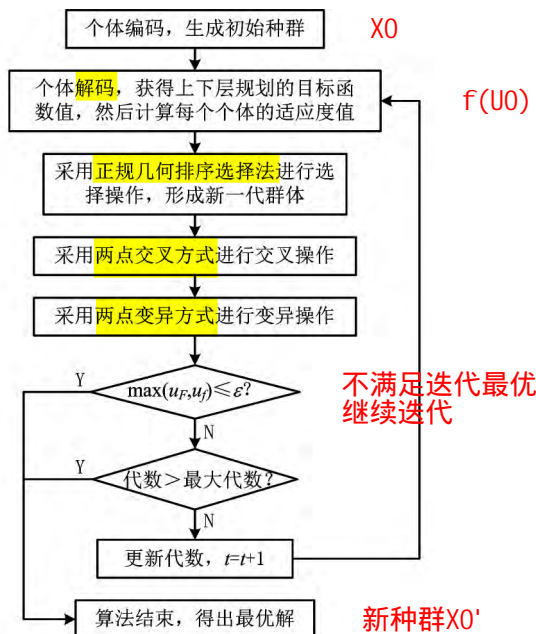 个体编码，生成初始种群
X0
个体解码，获得上下层规划的目标函
数值，然后计算每个个体的适应度值
f(U0)
采用正规几何排序选择法进行选
择操作，形成新一代群体
采用两点交叉方式进行交叉操作
采用两点变异方式进行变异操作
Y
max(u_F,u_f)≤ε?
不满足迭代最优
继续迭代
N
Y
代数>最大代数?
N
更新代数，t=t+1
算法结束，得出最优解
新种群X0'